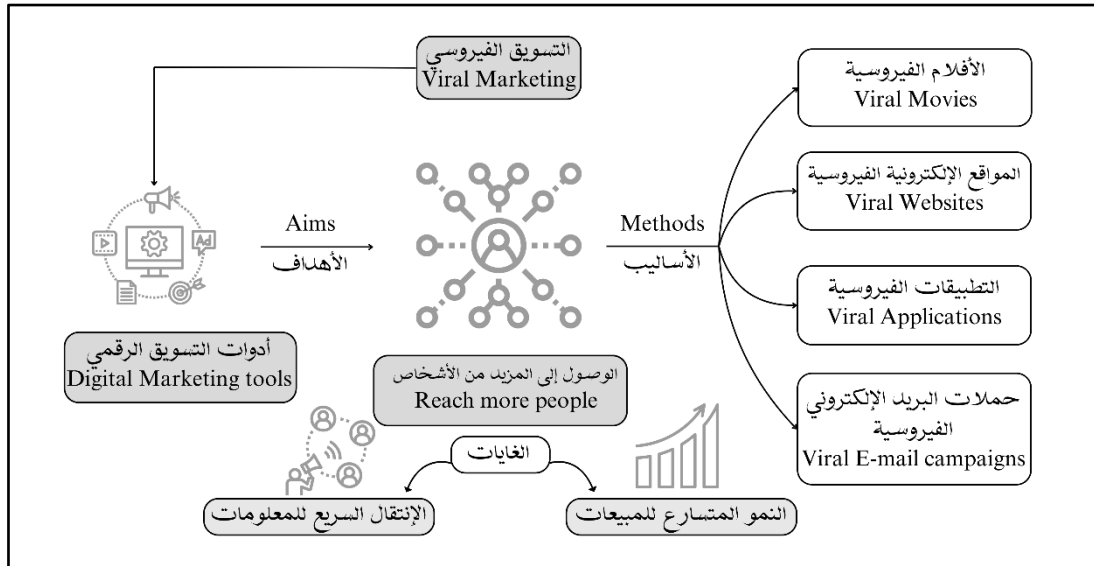 التسويق الفيروسي
Viral Marketing
الأفلام الفيروسية
Viral Movies
المواقع الإلكترونية الفيروسية
Viral Websites
التطبيقات الفيروسية
Viral Applications
حملات البريد الإلكتروني
الفيروسية
Viral E-mail campaigns
Aims
الأهداف
Methods
الأساليب
Ad
أدوات التسويق الرقمي
Digital Marketing tools
الوصول إلى المزيد من الأشخاص
Reach more people
الغايات
الإنتقال السريع للمعلومات
النمو المتسارع للمبيعات